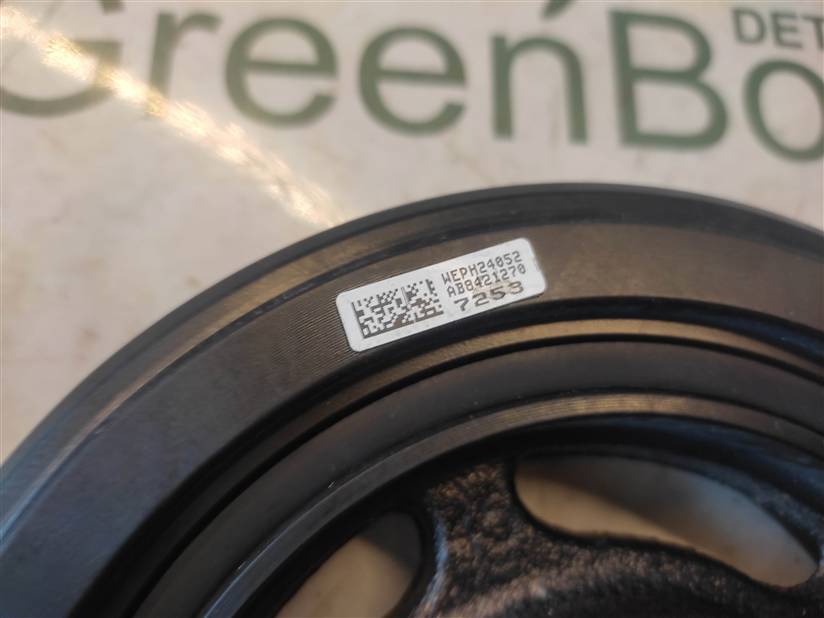 GreenBo
DET
WEPH24052
AB8421270
7253